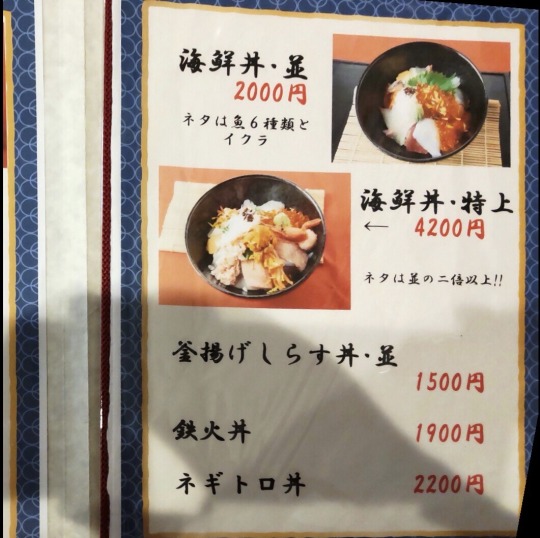 海鮮丼・並
2000円
ネタは魚6種類と
イクラ
海鮮丼・特上
← 4200円
ネタは並の二倍以上!!
釜揚げしらす丼・並
1500円
鉄火丼
1900円
ネギトロ丼
2200円